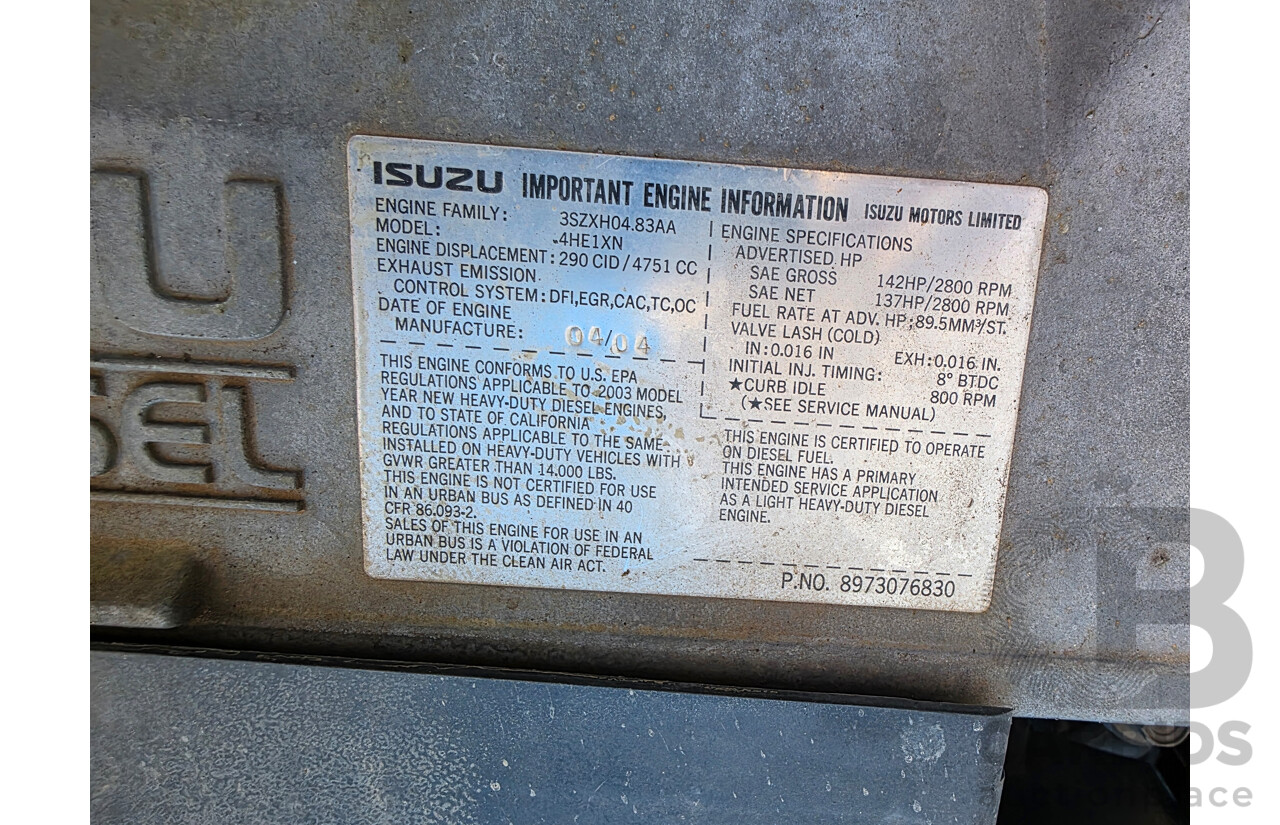 ISUZU IMPORTANT ENGINE INFORMATION ISUZU MOTORS LIMITED
ENGINE FAMILY: 3SZXH04.83AA
MODEL: 4HE1XN
ENGINE DISPLACEMENT: 290 CID/4751 CC
EXHAUST EMISSION
CONTROL SYSTEM: DFI,EGR,CAC,TC,OC
DATE OF ENGINE
MANUFACTURE: 04/04
THIS ENGINE CONFORMS TO U.S. EPA
REGULATIONS APPLICABLE TO 2003 MODEL
YEAR NEW HEAVY-DUTY DIESEL ENGINES,
AND TO STATE OF CALIFORNIA
REGULATIONS APPLICABLE TO THE SAME
INSTALLED ON HEAVY-DUTY VEHICLES WITH
GVWR GREATER THAN 14.000 LBS.
THIS ENGINE IS NOT CERTIFIED FOR USE
IN AN URBAN BUS AS DEFINED IN 40
CFR 86.093-2.
SALES OF THIS ENGINE FOR USE IN AN
URBAN BUS IS A VIOLATION OF FEDERAL
LAW UNDER THE CLEAN AIR ACT.
ENGINE SPECIFICATIONS
ADVERTISED HP
SAE GROSS 142HP/2800 RPM
SAE NET 137HP/2800 RPM
FUEL RATE AT ADV. HP: 89.5MM³/ST.
VALVE LASH (COLD)
IN: 0.016 IN EXH: 0.016 IN.
INITIAL INJ. TIMING: 8° BTDC
★CURB IDLE 800 RPM
(★SEE SERVICE MANUAL)
THIS ENGINE IS CERTIFIED TO OPERATE
ON DIESEL FUEL.
THIS ENGINE HAS A PRIMARY
INTENDED SERVICE APPLICATION
AS A LIGHT HEAVY-DUTY DIESEL
ENGINE.
P.NO. 8973076830
U
SEL
B